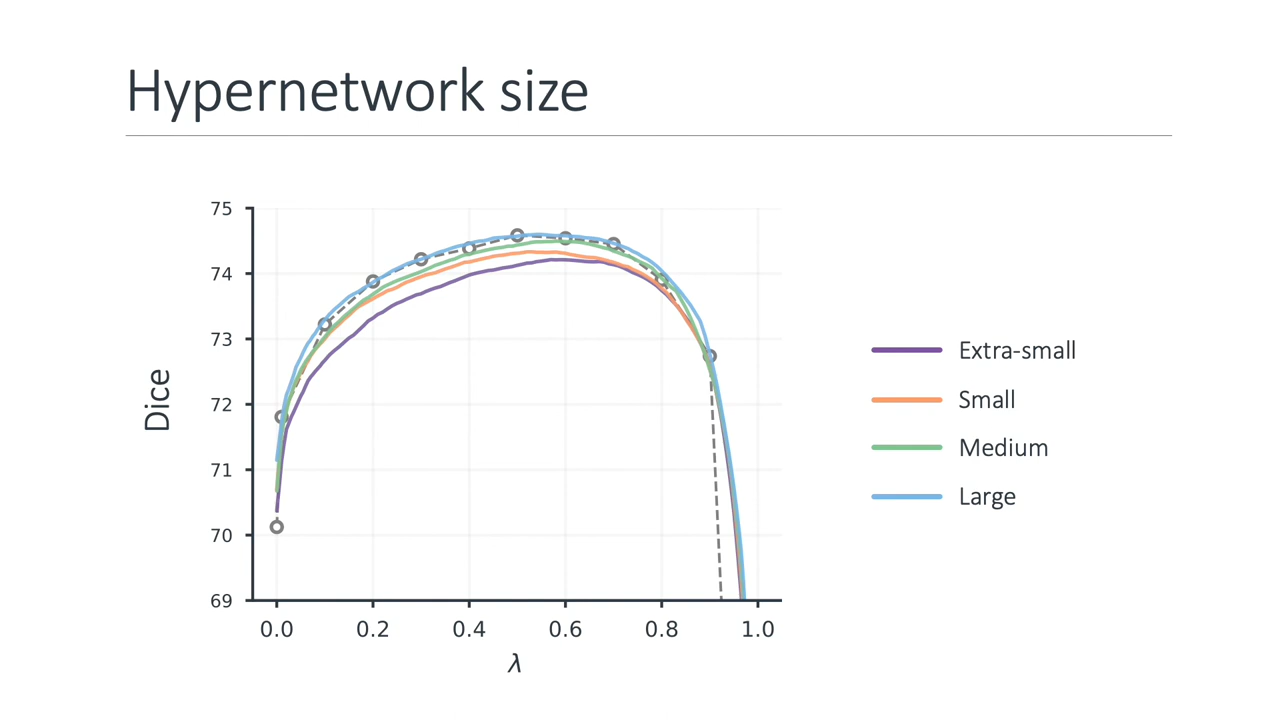 Hypernetwork size
75
74
73
72
71
70
69
Dice
0.0 0.2 0.4 0.6 0.8 1.0
λ
Extra-small
Small
Medium
Large